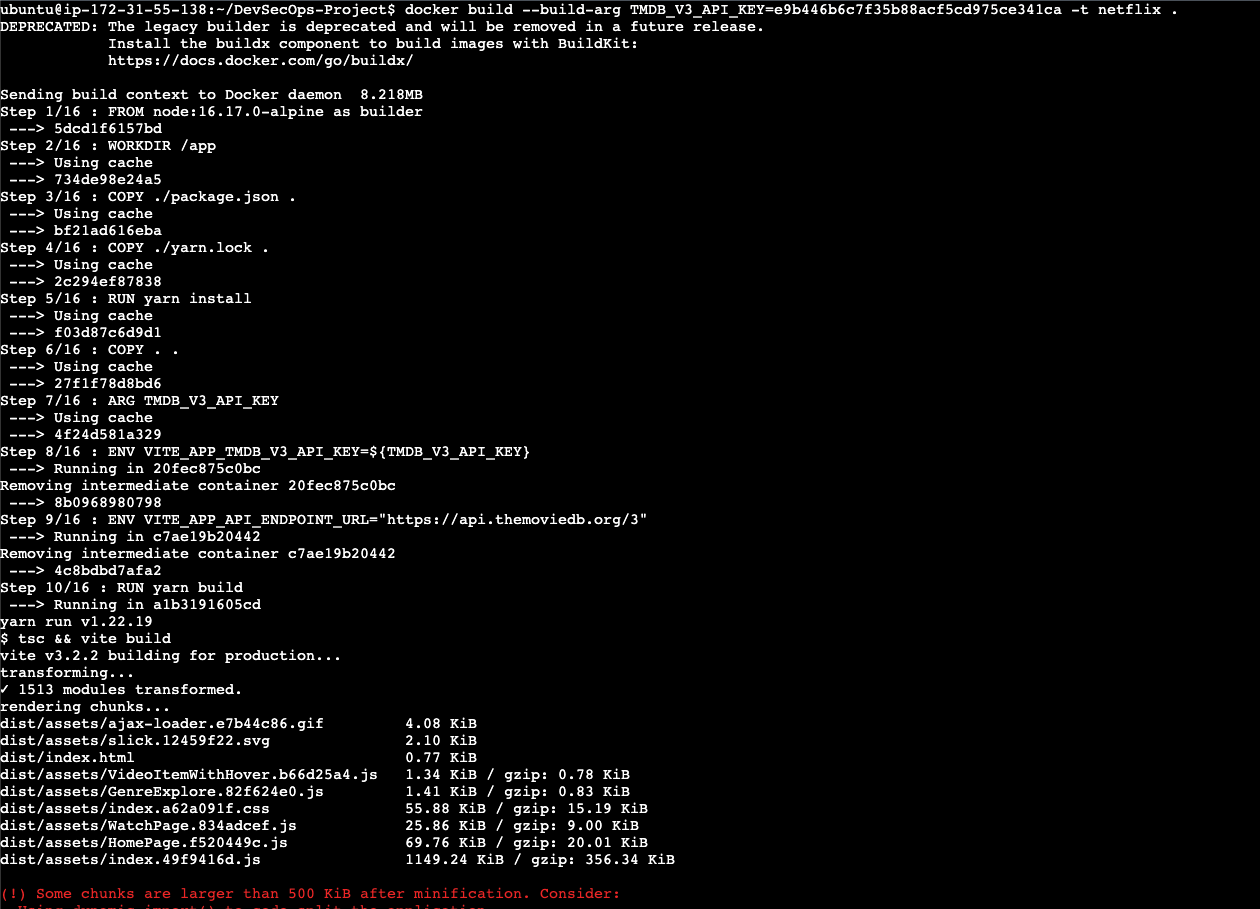 ubuntu@ip-172-31-55-138:~/DevSecOps-Project$ docker build --build-arg TMDB_V3_API_KEY=e9b446b6c7f35b88acf5cd975ce341ca -t netflix .
DEPRECATED: The legacy builder is deprecated and will be removed in a future release.
            Install the buildx component to build images with BuildKit:
            https://docs.docker.com/go/buildx/

Sending build context to Docker daemon  8.218MB
Step 1/16 : FROM node:16.17.0-alpine as builder
 ---> 5dcd1f6157bd
Step 2/16 : WORKDIR /app
 ---> Using cache
 ---> 734de98e24a5
Step 3/16 : COPY ./package.json .
 ---> Using cache
 ---> bf21ad616eba
Step 4/16 : COPY ./yarn.lock .
 ---> Using cache
 ---> 2c294ef87838
Step 5/16 : RUN yarn install
 ---> Using cache
 ---> f03d87c6d9d1
Step 6/16 : COPY . .
 ---> Using cache
 ---> 27f1f78d8bd6
Step 7/16 : ARG TMDB_V3_API_KEY
 ---> Using cache
 ---> 4f24d581a329
Step 8/16 : ENV VITE_APP_TMDB_V3_API_KEY=${TMDB_V3_API_KEY}
 ---> Running in 20fec875c0bc
Removing intermediate container 20fec875c0bc
 ---> 8b0968980798
Step 9/16 : ENV VITE_APP_API_ENDPOINT_URL="https://api.themoviedb.org/3"
 ---> Running in c7ae19b20442
Removing intermediate container c7ae19b20442
 ---> 4c8bdbd7afa2
Step 10/16 : RUN yarn build
 ---> Running in a1b3191605cd
yarn run v1.22.19
$ tsc && vite build
vite v3.2.2 building for production...
transforming...
✓ 1513 modules transformed.
rendering chunks...
dist/assets/ajax-loader.e7b44c86.gif         4.08 KiB
dist/assets/slick.12459f22.svg               2.10 KiB
dist/index.html                              0.77 KiB
dist/assets/VideoItemWithHover.b66d25a4.js   1.34 KiB / gzip: 0.78 KiB
dist/assets/GenreExplore.82f624e0.js         1.41 KiB / gzip: 0.83 KiB
dist/assets/index.a62a091f.css               55.88 KiB / gzip: 15.19 KiB
dist/assets/WatchPage.834adcef.js            25.86 KiB / gzip: 9.00 KiB
dist/assets/HomePage.f520449c.js             69.76 KiB / gzip: 20.01 KiB
dist/assets/index.49f9416d.js                1149.24 KiB / gzip: 356.34 KiB

(!) Some chunks are larger than 500 KiB after minification. Consider: